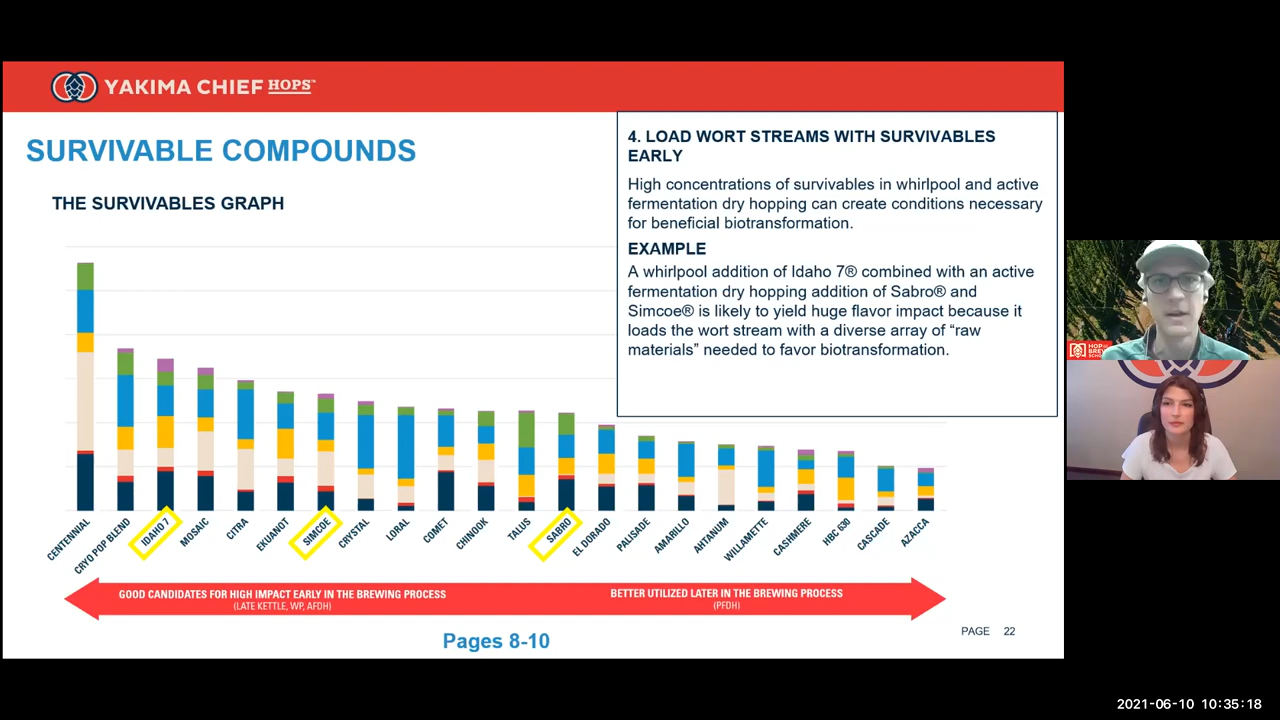 YAKIMA CHIEF HOPS™
SURVIVABLE COMPOUNDS
THE SURVIVABLES GRAPH
4. LOAD WORT STREAMS WITH SURVIVABLES
EARLY
High concentrations of survivables in whirlpool and active
fermentation dry hopping can create conditions necessary
for beneficial biotransformation.
EXAMPLE
A whirlpool addition of Idaho 7® combined with an active
fermentation dry hopping addition of Sabro® and
Simcoe® is likely to yield huge flavor impact because it
loads the wort stream with a diverse array of “raw
materials” needed to favor biotransformation.
CENTENNIAL
CRYO POP BLEND
IDAHO 7
MOSAIC
CITRA
EKUANOT
SIMCOE
CRYSTAL
LORAL
COMET
CHINOOK
TALUS
SABRO
EL DORADO
PALISADE
AMARILLO
AHTANUM
WILLAMETTE
CASHMERE
HBC 630
CASCADE
AZACCA
GOOD CANDIDATES FOR HIGH IMPACT EARLY IN THE BREWING PROCESS
(LATE KETTLE, WP, AFDH)
BETTER UTILIZED LATER IN THE BREWING PROCESS
(PFDH)
Pages 8-10
PAGE 22
HOP
2021-06-10 10:35:18